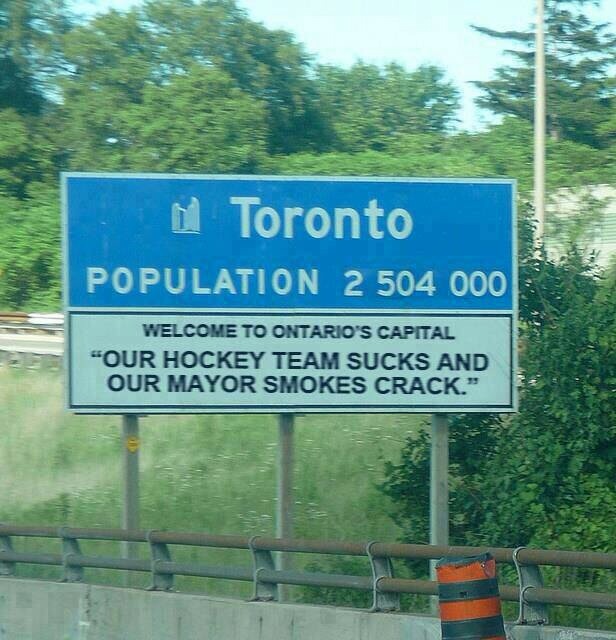 Toronto
POPULATION 2 504 000
WELCOME TO ONTARIO'S CAPITAL
“OUR HOCKEY TEAM SUCKS AND
OUR MAYOR SMOKES CRACK.”